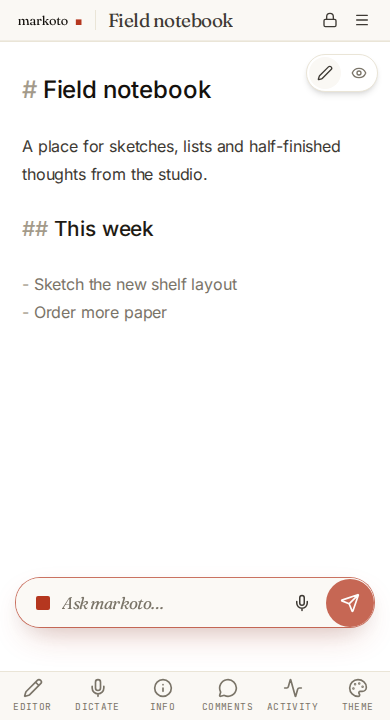 markoto
Field notebook
# Field notebook
A place for sketches, lists and half-finished
thoughts from the studio.
## This week
- Sketch the new shelf layout
- Order more paper
Ask markoto...
EDITOR DICTATE INFO COMMENTS ACTIVITY THEME